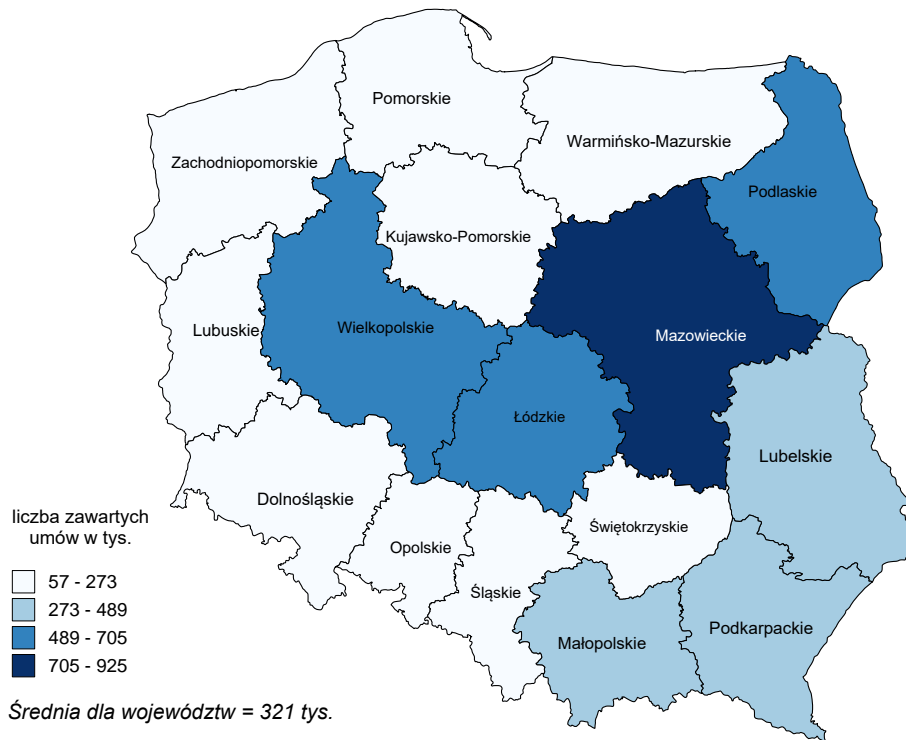 Pomorskie
Warmińsko-Mazurskie
Zachodniopomorskie
Podlaskie
Kujawsko-Pomorskie
Lubuskie
Wielkopolskie
Mazowieckie
Łódzkie
Lubelskie
Dolnośląskie
Świętokrzyskie
Opolskie
Śląskie
Podkarpackie
Małopolskie
liczba zawartych
umów w tys.
57 - 273
273 - 489
489 - 705
705 - 925
Średnia dla województw = 321 tys.